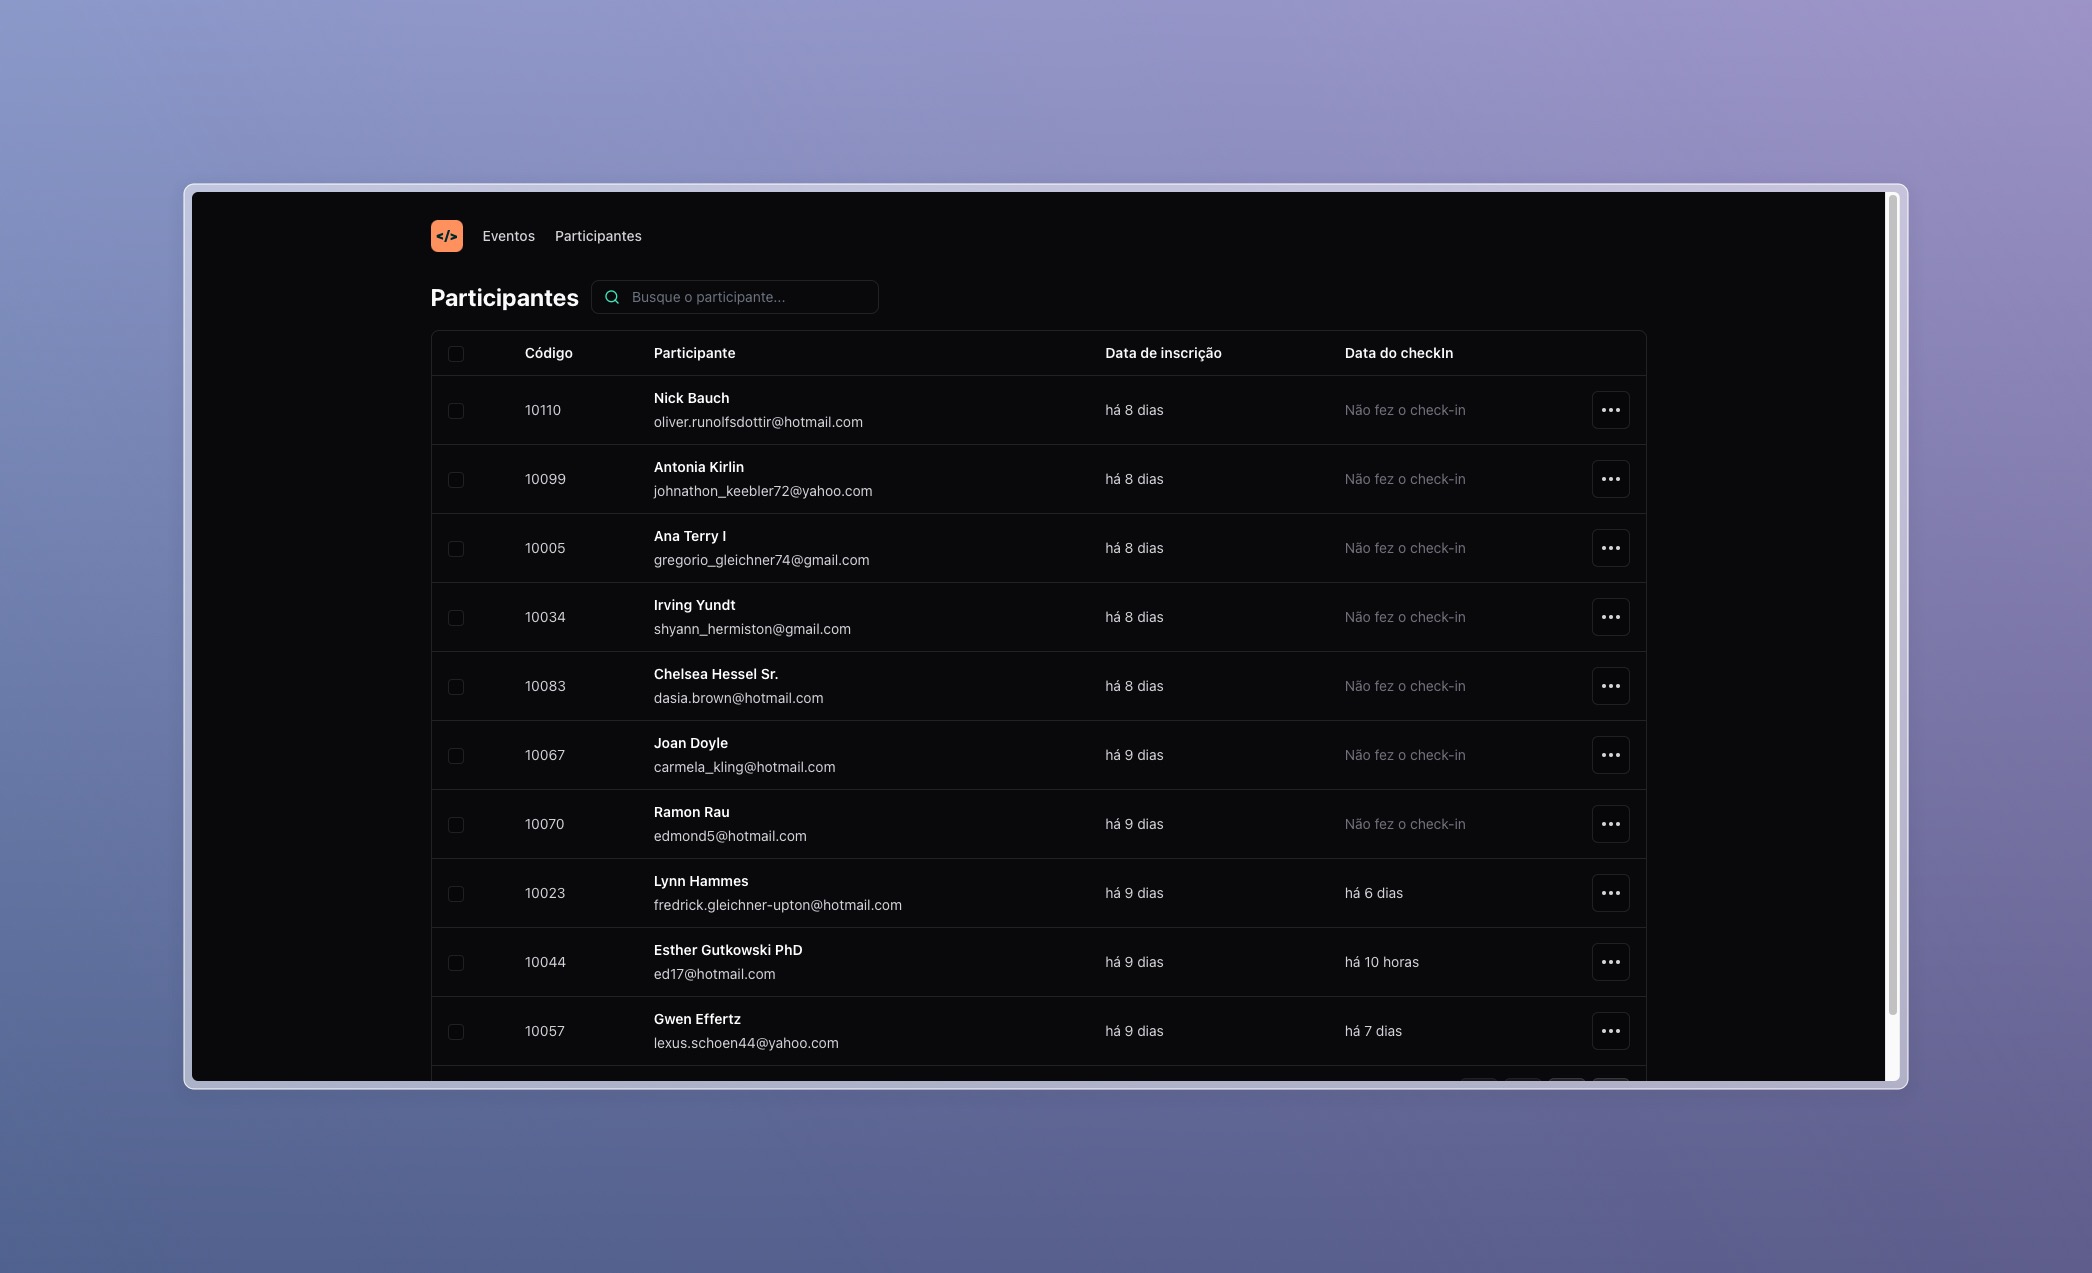 </> Eventos Participantes
Participantes Busque o participante...
Código Participante Data de inscrição Data do checkIn
10110 Nick Bauch há 8 dias Não fez o check-in
oliver.runolfsdottir@hotmail.com
10099 Antonia Kirlin há 8 dias Não fez o check-in
johnathon_keebler72@yahoo.com
10005 Ana Terry I há 8 dias Não fez o check-in
gregorio_gleichner74@gmail.com
10034 Irving Yundt há 8 dias Não fez o check-in
shyann_hermiston@gmail.com
10083 Chelsea Hessel Sr. há 8 dias Não fez o check-in
dasia.brown@hotmail.com
10067 Joan Doyle há 9 dias Não fez o check-in
carmela_kling@hotmail.com
10070 Ramon Rau há 9 dias Não fez o check-in
edmond5@hotmail.com
10023 Lynn Hammes há 9 dias há 6 dias
fredrick.gleichner-upton@hotmail.com
10044 Esther Gutkowski PhD há 9 dias há 10 horas
ed17@hotmail.com
10057 Gwen Effertz há 9 dias há 7 dias
lexus.schoen44@yahoo.com